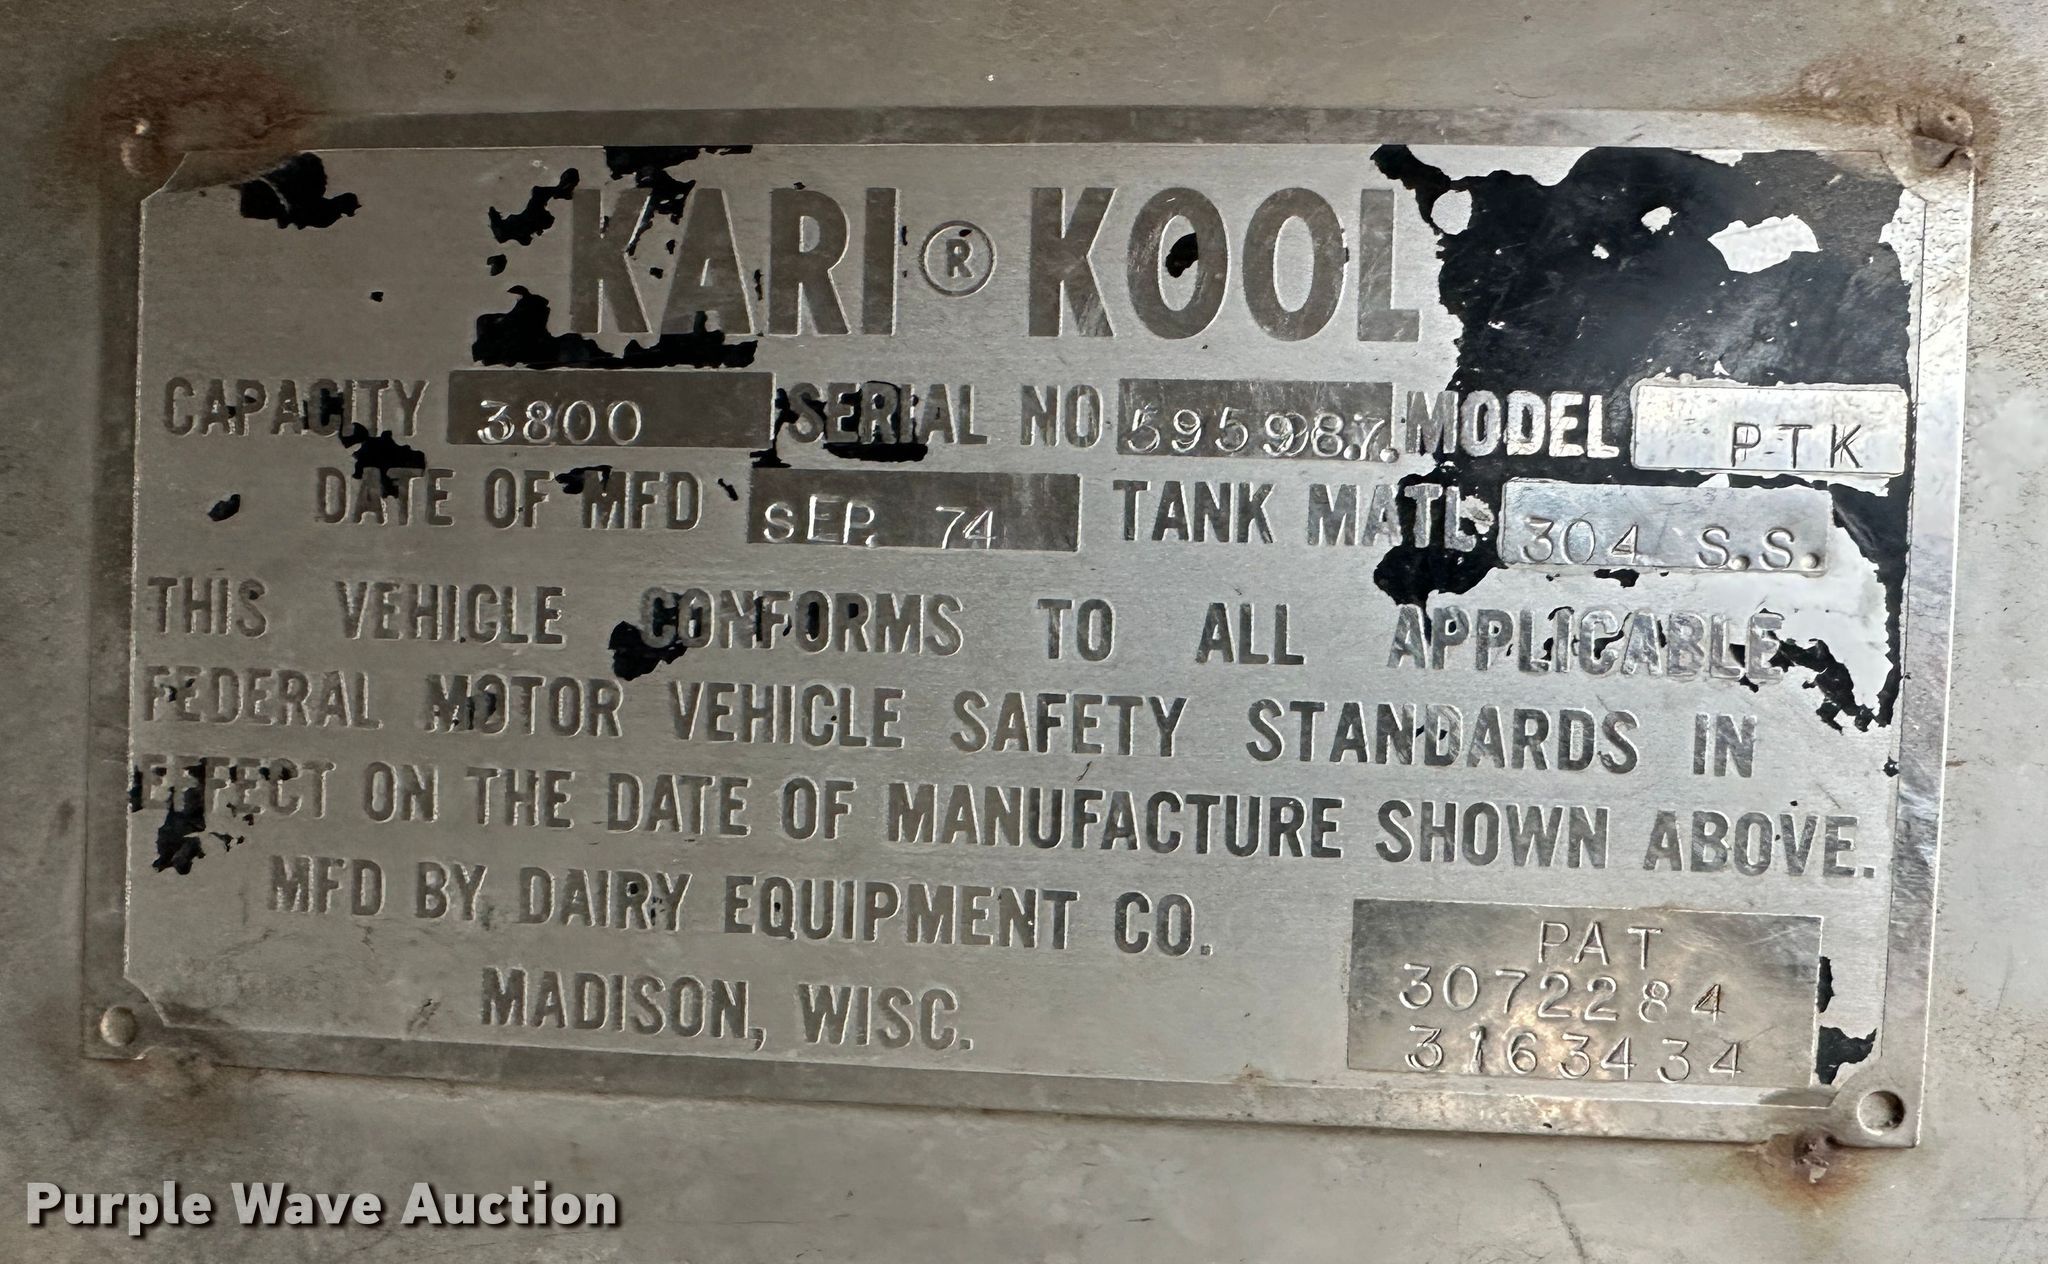 KARI ® KOOL
CAPACITY 3800 SERIAL NO 595987. MODEL PTK
DATE OF MFD SEP. 74 TANK MATL 304 S.S.
THIS VEHICLE CONFORMS TO ALL APPLICABLE
FEDERAL MOTOR VEHICLE SAFETY STANDARDS IN
EFFECT ON THE DATE OF MANUFACTURE SHOWN ABOVE.
MFD BY DAIRY EQUIPMENT CO.
MADISON, WISC.
PAT
3072284
3163434
Purple Wave Auction